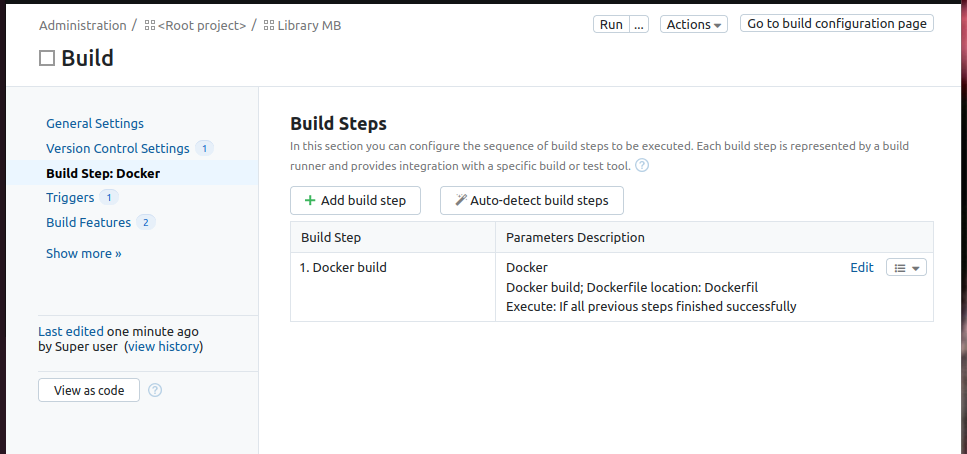 Administration / <Root project> / Library MB
Run ... Actions Go to build configuration page
Build
General Settings
Version Control Settings 1
Build Step: Docker
Triggers 1
Build Features 2
Show more »
Last edited one minute ago
by Super user (view history)
View as code ?
Build Steps
In this section you can configure the sequence of build steps to be executed. Each build step is represented by a build
runner and provides integration with a specific build or test tool. ?
+ Add build step Auto-detect build steps
Build Step Parameters Description
1. Docker build Docker Edit
Docker build; Dockerfile location: Dockerfil
Execute: If all previous steps finished successfully